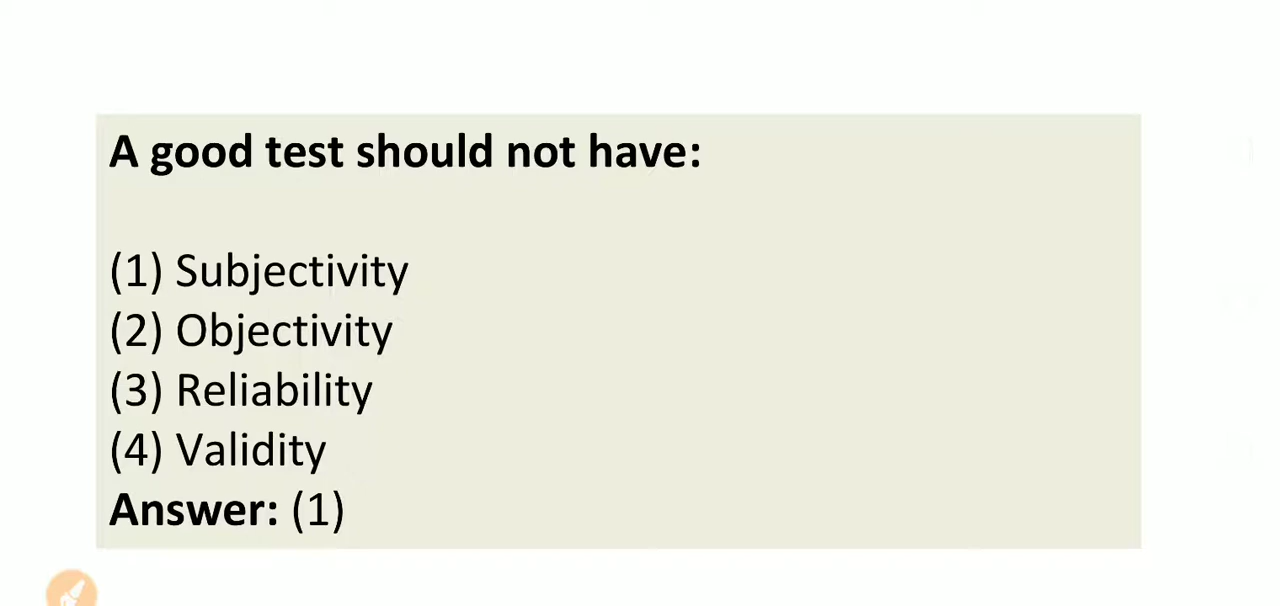 A good test should not have:
(1) Subjectivity
(2) Objectivity
(3) Reliability
(4) Validity
Answer: (1)